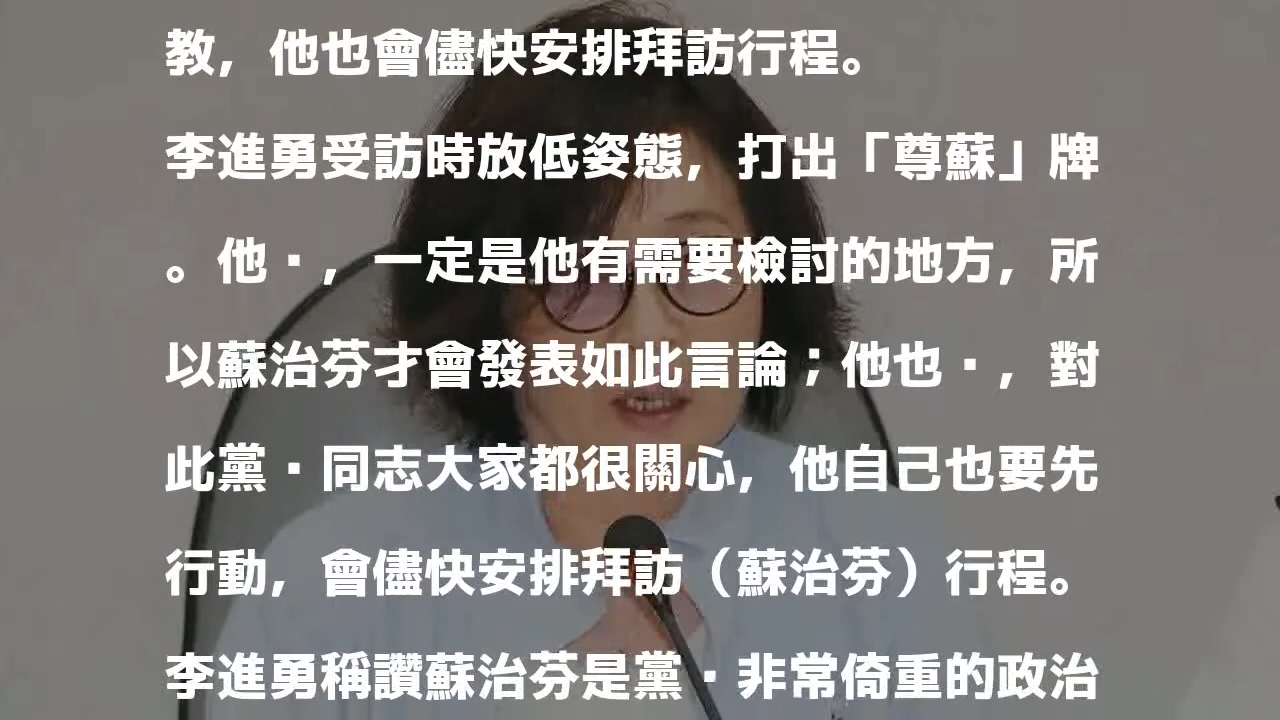 教，他也會儘快安排拜訪行程。
李進勇受訪時放低姿態，打出「尊蘇」牌
。他·，一定是他有需要檢討的地方，所
以蘇治芬才會發表如此言論；他也·，對
此黨·同志大家都很關心，他自己也要先
行動，會儘快安排拜訪（蘇治芬）行程。
李進勇稱讚蘇治芬是黨·非常倚重的政治